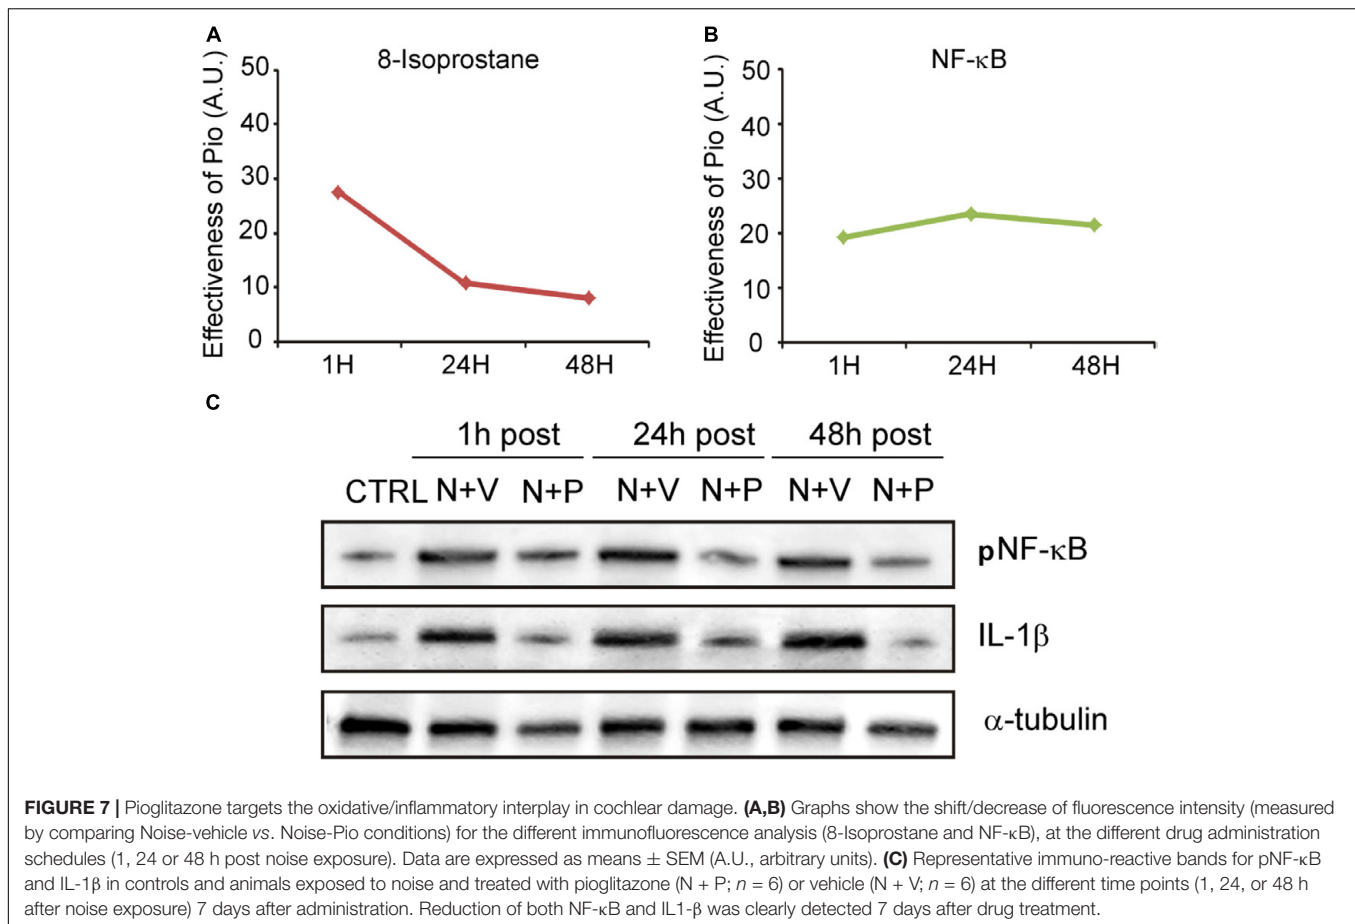 A
8-Isoprostane
Effectiveness of Pio (A.U.)
50
40
30
20
10
0
1H 24H 48H
B
NF-κB
Effectiveness of Pio (A.U.)
50
40
30
20
10
0
1H 24H 48H
C
1h post 24h post 48h post
CTRL N+V N+P N+V N+P N+V N+P
pNF-κB
IL-1β
α-tubulin
FIGURE 7 | Pioglitazone targets the oxidative/inflammatory interplay in cochlear damage. (A,B) Graphs show the shift/decrease of fluorescence intensity (measured
by comparing Noise-vehicle vs. Noise-Pio conditions) for the different immunofluorescence analysis (8-Isoprostane and NF-κB), at the different drug administration
schedules (1, 24 or 48 h post noise exposure). Data are expressed as means ± SEM (A.U., arbitrary units). (C) Representative immuno-reactive bands for pNF-κB
and IL-1β in controls and animals exposed to noise and treated with pioglitazone (N + P; n = 6) or vehicle (N + V; n = 6) at the different time points (1, 24, or 48 h
after noise exposure) 7 days after administration. Reduction of both NF-κB and IL1-β was clearly detected 7 days after drug treatment.